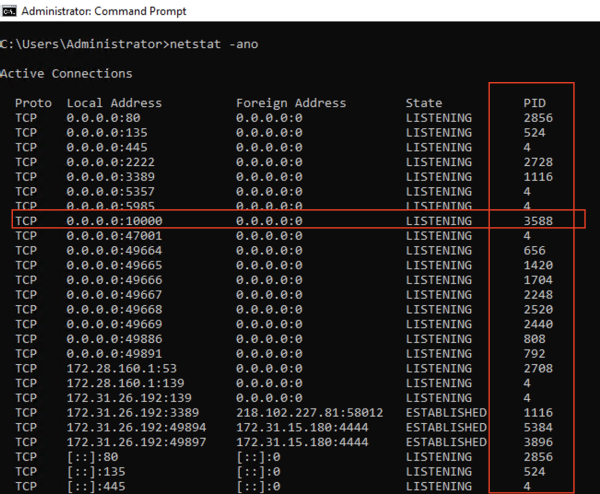 Administrator: Command Prompt
C:\Users\Administrator>netstat -ano
Active Connections
Proto Local Address Foreign Address State PID
TCP 0.0.0.0:80 0.0.0.0:0 LISTENING 2856
TCP 0.0.0.0:135 0.0.0.0:0 LISTENING 524
TCP 0.0.0.0:445 0.0.0.0:0 LISTENING 4
TCP 0.0.0.0:2222 0.0.0.0:0 LISTENING 2728
TCP 0.0.0.0:3389 0.0.0.0:0 LISTENING 1116
TCP 0.0.0.0:5357 0.0.0.0:0 LISTENING 4
TCP 0.0.0.0:5985 0.0.0.0:0 LISTENING 4
TCP 0.0.0.0:10000 0.0.0.0:0 LISTENING 3588
TCP 0.0.0.0:47001 0.0.0.0:0 LISTENING 4
TCP 0.0.0.0:49664 0.0.0.0:0 LISTENING 656
TCP 0.0.0.0:49665 0.0.0.0:0 LISTENING 1420
TCP 0.0.0.0:49666 0.0.0.0:0 LISTENING 1704
TCP 0.0.0.0:49667 0.0.0.0:0 LISTENING 2248
TCP 0.0.0.0:49668 0.0.0.0:0 LISTENING 2520
TCP 0.0.0.0:49669 0.0.0.0:0 LISTENING 2440
TCP 0.0.0.0:49886 0.0.0.0:0 LISTENING 808
TCP 0.0.0.0:49891 0.0.0.0:0 LISTENING 792
TCP 172.28.160.1:53 0.0.0.0:0 LISTENING 2708
TCP 172.28.160.1:139 0.0.0.0:0 LISTENING 4
TCP 172.31.26.192:139 0.0.0.0:0 LISTENING 4
TCP 172.31.26.192:3389 218.102.227.81:58012 ESTABLISHED 1116
TCP 172.31.26.192:49894 172.31.15.180:4444 ESTABLISHED 5384
TCP 172.31.26.192:49897 172.31.15.180:4444 ESTABLISHED 3896
TCP [::]:80 [::]:0 LISTENING 2856
TCP [::]:135 [::]:0 LISTENING 524
TCP [::]:445 [::]:0 LISTENING 4